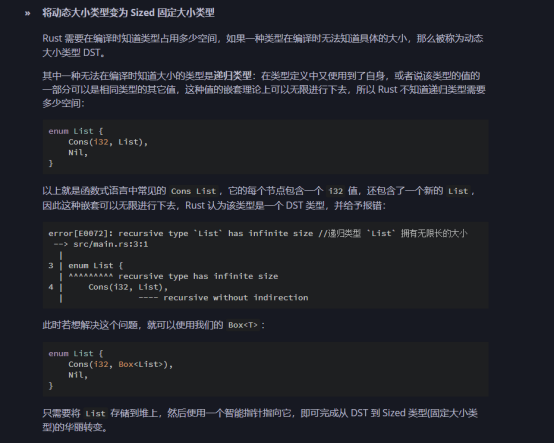 » 将动态大小类型变为 Sized 固定大小类型
Rust 需要在编译时知道类型占用多少空间，如果一种类型在编译时无法知道具体的大小，那么被称为动态
大小类型 DST。
其中一种无法在编译时知道大小的类型是递归类型：在类型定义中又使用到了自身，或者说该类型的值的
一部分可以是相同类型的其它值，这种值的嵌套理论上可以无限进行下去，所以 Rust 不知道递归类型需要
多少空间：
enum List {
    Cons(i32, List),
    Nil,
}
以上就是函数式语言中常见的 Cons List，它的每个节点包含一个 i32 值，还包含了一个新的 List，
因此这种嵌套可以无限进行下去，Rust 认为该类型是一个 DST 类型，并给予报错：
error[E0072]: recursive type `List` has infinite size //递归类型 `List` 拥有无限长的大小
 --> src/main.rs:3:1
  |
3 | enum List {
  | ^^^^^^^^^ recursive type has infinite size
4 |     Cons(i32, List),
  |               ---- recursive without indirection
此时若想解决这个问题，就可以使用我们的 Box<T>：
enum List {
    Cons(i32, Box<List>),
    Nil,
}
只需要将 List 存储到堆上，然后使用一个智能指针指向它，即可完成从 DST 到 Sized 类型(固定大小类
型)的华丽转变。